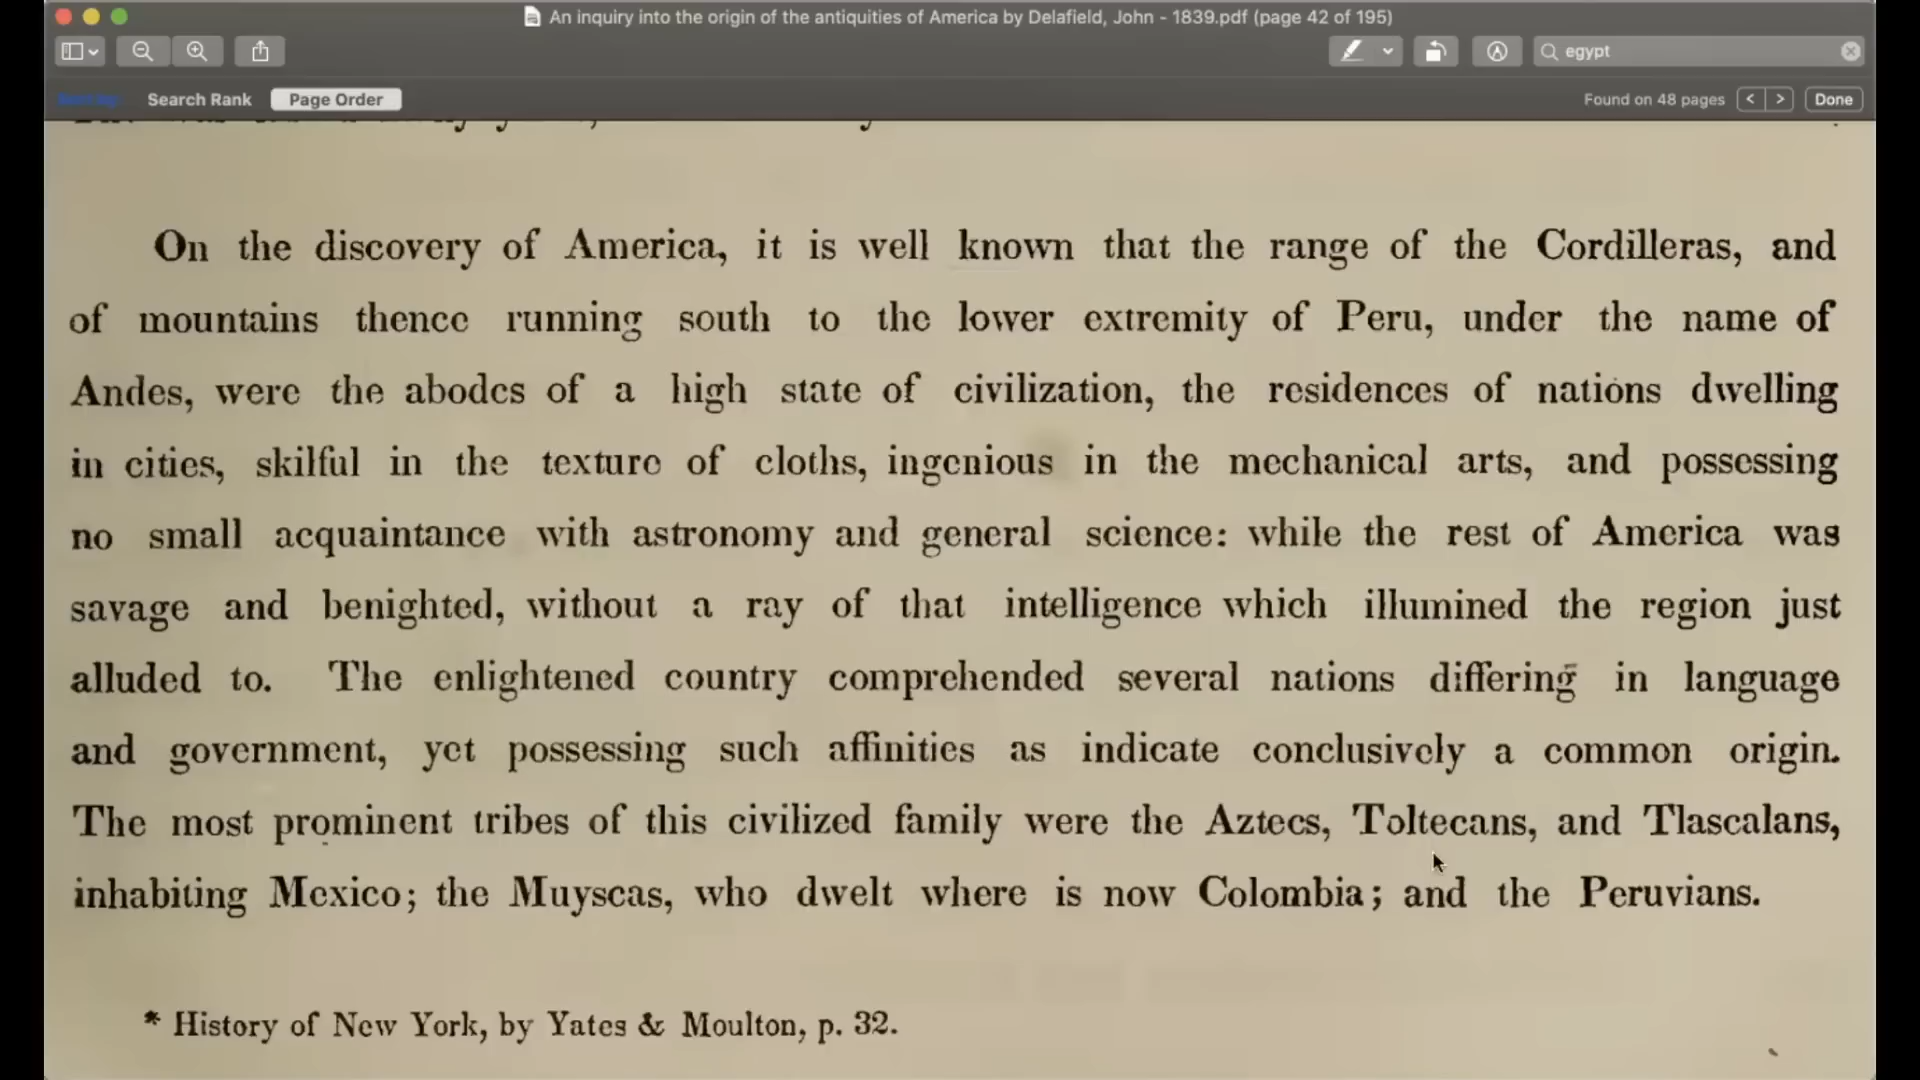 An inquiry into the origin of the antiquities of America by Delafield, John - 1839.pdf (page 42 of 195)
egypt
Search Rank Page Order Found on 48 pages < > Done
On the discovery of America, it is well known that the range of the Cordilleras, and
of mountains thence running south to the lower extremity of Peru, under the name of
Andes, were the abodes of a high state of civilization, the residences of nations dwelling
in cities, skilful in the texture of cloths, ingenious in the mechanical arts, and possessing
no small acquaintance with astronomy and general science: while the rest of America was
savage and benighted, without a ray of that intelligence which illumined the region just
alluded to. The enlightened country comprehended several nations differing in language
and government, yet possessing such affinities as indicate conclusively a common origin.
The most prominent tribes of this civilized family were the Aztecs, Toltecans, and Tlascalans,
inhabiting Mexico; the Muyscas, who dwelt where is now Colombia; and the Peruvians.
* History of New York, by Yates & Moulton, p. 32.